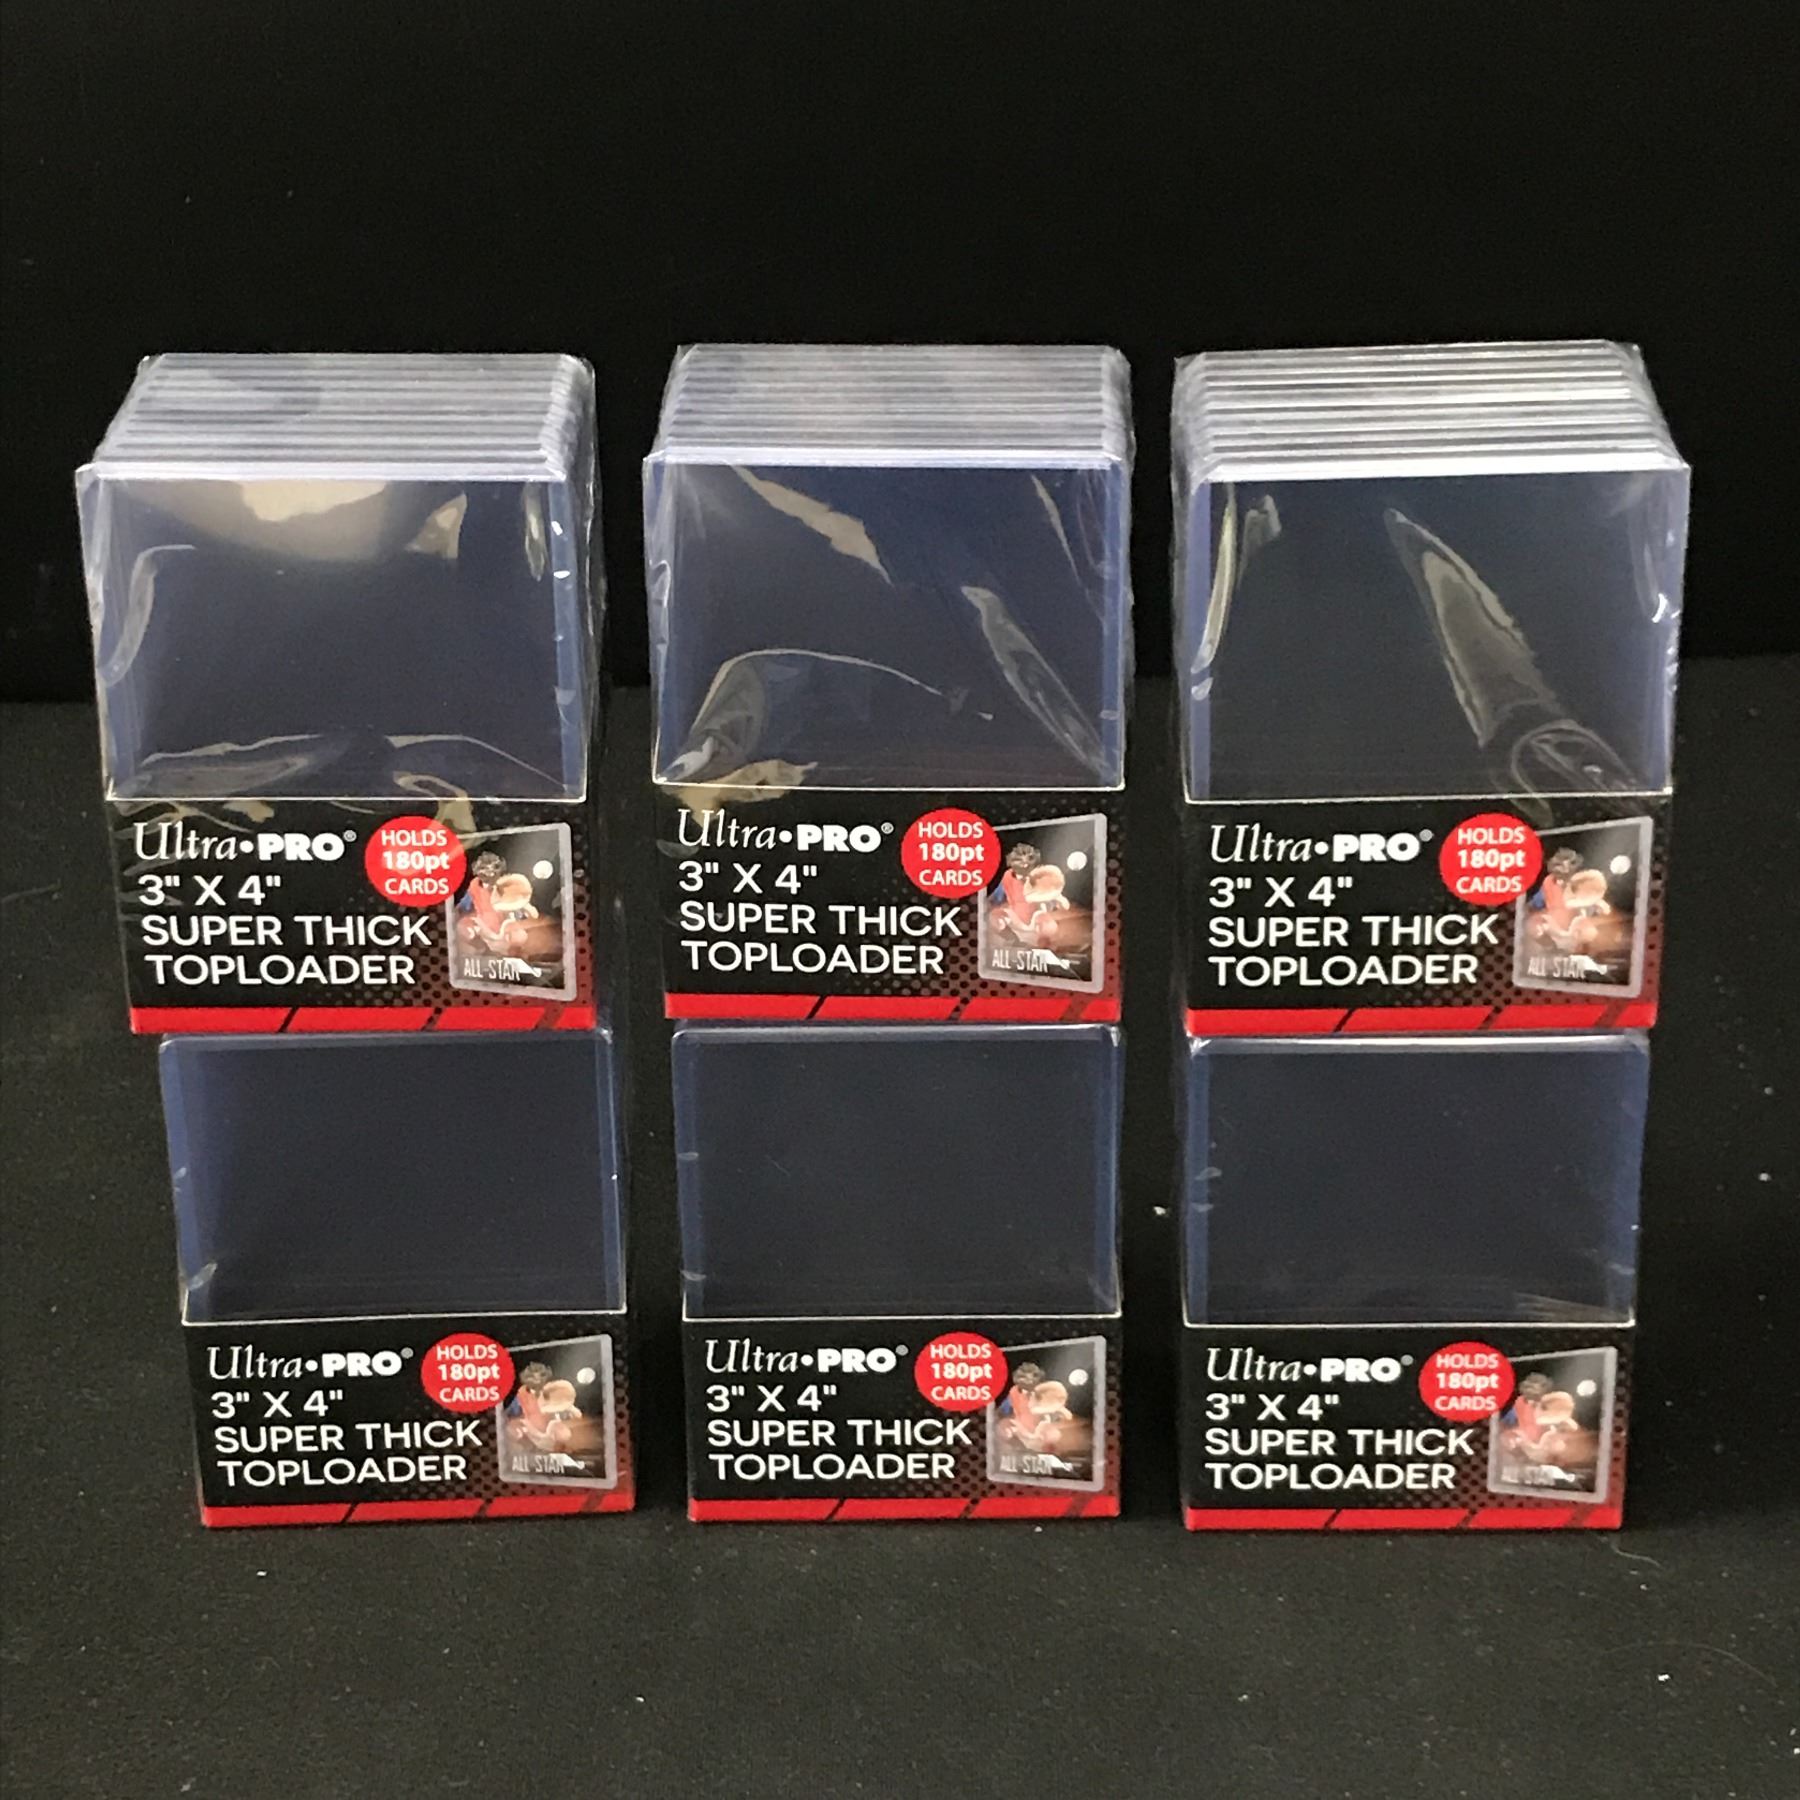 Ultra•PRO®
HOLDS
180pt
CARDS
3" X 4"
SUPER THICK
TOPLOADER
ALL-STAR
Ultra•PRO®
HOLDS
180pt
CARDS
3" X 4"
SUPER THICK
TOPLOADER
ALL-STAR
Ultra•PRO®
HOLDS
180pt
CARDS
3" X 4"
SUPER THICK
TOPLOADER
ALL-STAR
Ultra•PRO®
HOLDS
180pt
CARDS
3" X 4"
SUPER THICK
TOPLOADER
ALL-STAR
Ultra•PRO®
HOLDS
180pt
CARDS
3" X 4"
SUPER THICK
TOPLOADER
ALL-STAR
Ultra•PRO®
HOLDS
180pt
CARDS
3" X 4"
SUPER THICK
TOPLOADER
ALL-STAR